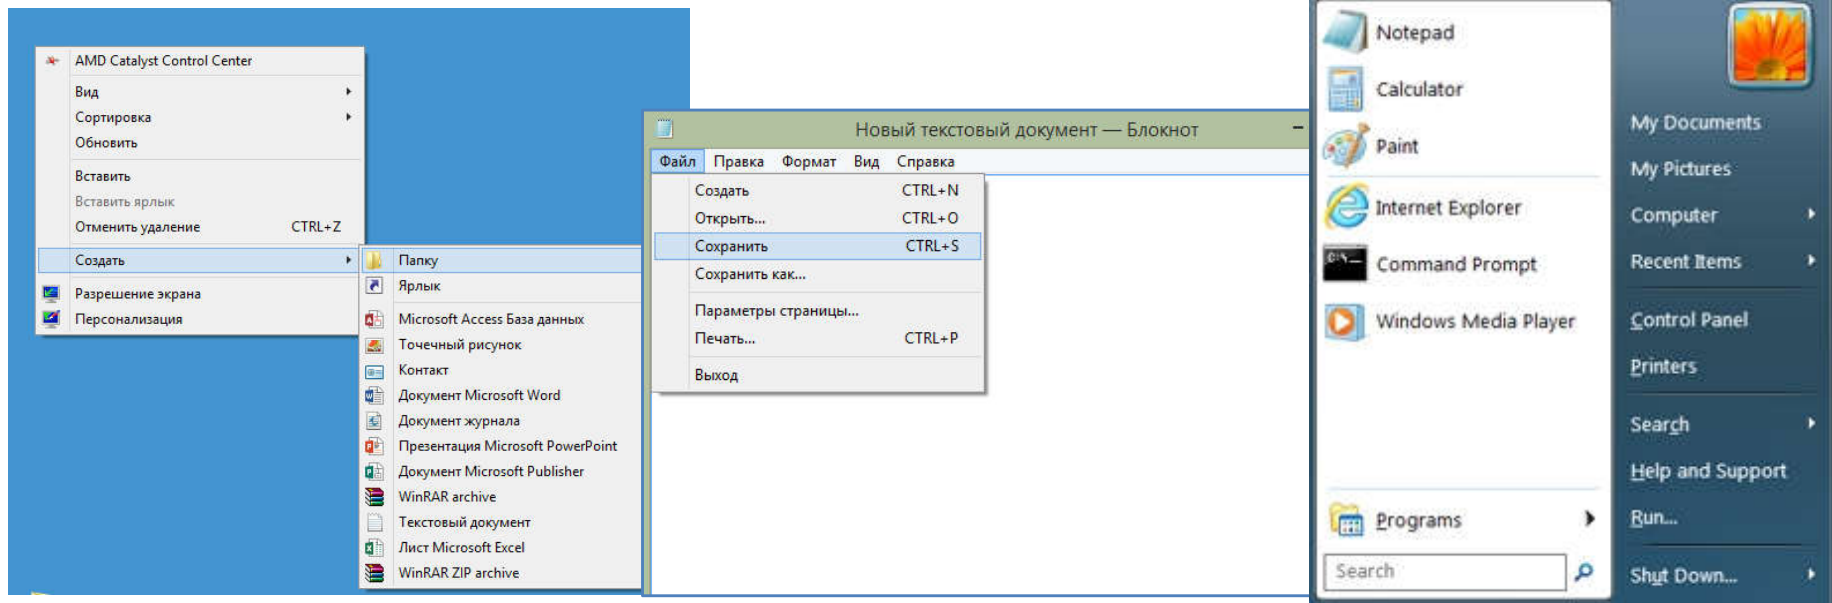 AMD Catalyst Control Center
Вид
Сортировка
Обновить
Вставить
Вставить ярлык
Отменить удаление CTRL+Z
Создать
Разрешение экрана
Персонализация
Папку
Ярлык
Microsoft Access База данных
Точечный рисунок
Контакт
Документ Microsoft Word
Документ журнала
Презентация Microsoft PowerPoint
Документ Microsoft Publisher
WinRAR archive
Текстовый документ
Лист Microsoft Excel
WinRAR ZIP archive
Новый текстовый документ — Блокнот
Файл Правка Формат Вид Справка
Создать CTRL+N
Открыть... CTRL+O
Сохранить CTRL+S
Сохранить как...
Параметры страницы...
Печать... CTRL+P
Выход
Notepad
Calculator
Paint
Internet Explorer
Command Prompt
Windows Media Player
Programs
Search
My Documents
My Pictures
Computer
Recent Items
Control Panel
Printers
Search
Help and Support
Run...
Shut Down...